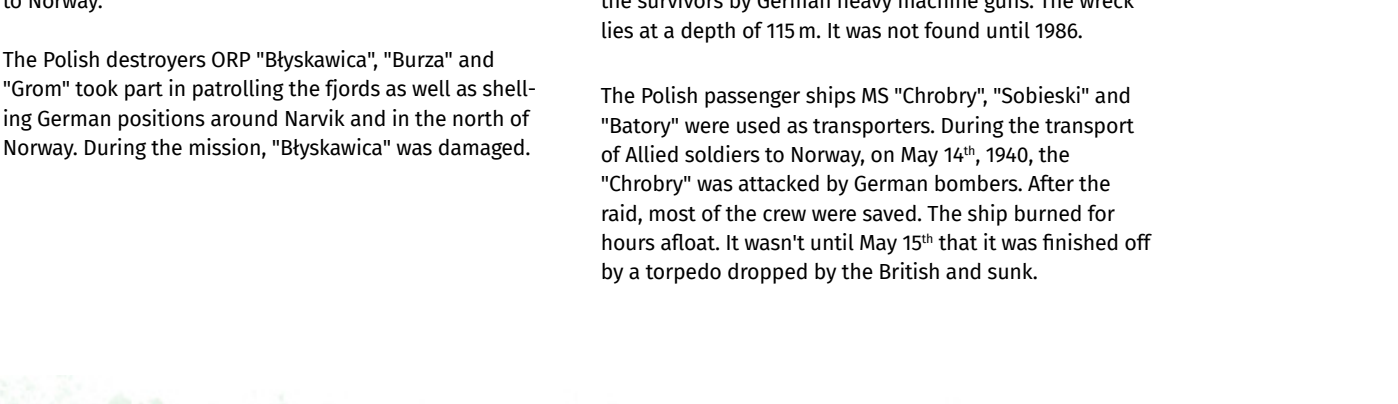 to Norway.
The Polish destroyers ORP "Błyskawica", "Burza" and
"Grom" took part in patrolling the fjords as well as shell-
ing German positions around Narvik and in the north of
Norway. During the mission, "Błyskawica" was damaged.
the survivors by German heavy machine guns. The wreck
lies at a depth of 115 m. It was not found until 1986.
The Polish passenger ships MS "Chrobry", "Sobieski" and
"Batory" were used as transporters. During the transport
of Allied soldiers to Norway, on May 14th, 1940, the
"Chrobry" was attacked by German bombers. After the
raid, most of the crew were saved. The ship burned for
hours afloat. It wasn't until May 15th that it was finished off
by a torpedo dropped by the British and sunk.